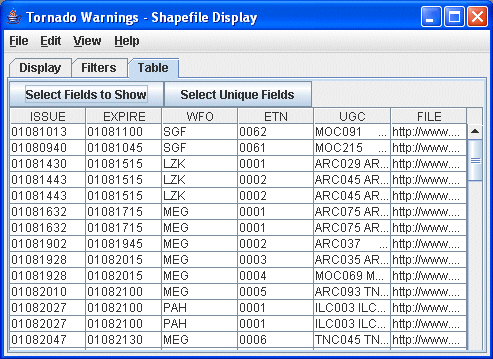 Tornado Warnings - Shapefile Display
File Edit View Help
Display Filters Table
Select Fields to Show Select Unique Fields
ISSUE EXPIRE WFO ETN UGC FILE
01081013 01081100 SGF 0062 MOC091 ... http://www....
01080940 01081045 SGF 0061 MOC215 ... http://www....
01081430 01081515 LZK 0001 ARC029 AR... http://www....
01081443 01081515 LZK 0002 ARC045 AR... http://www....
01081443 01081515 LZK 0002 ARC045 AR... http://www....
01081632 01081715 MEG 0001 ARC075 AR... http://www....
01081632 01081715 MEG 0001 ARC075 AR... http://www....
01081902 01081945 MEG 0002 ARC037 ... http://www....
01081928 01082015 MEG 0003 ARC035 AR... http://www....
01081928 01082015 MEG 0004 MOC069 M... http://www....
01082010 01082100 MEG 0005 ARC093 TN... http://www....
01082027 01082100 PAH 0001 ILC003 ILC... http://www....
01082027 01082100 PAH 0001 ILC003 ILC... http://www....
01082047 01082130 MEG 0006 TNC045 TN... http://www....